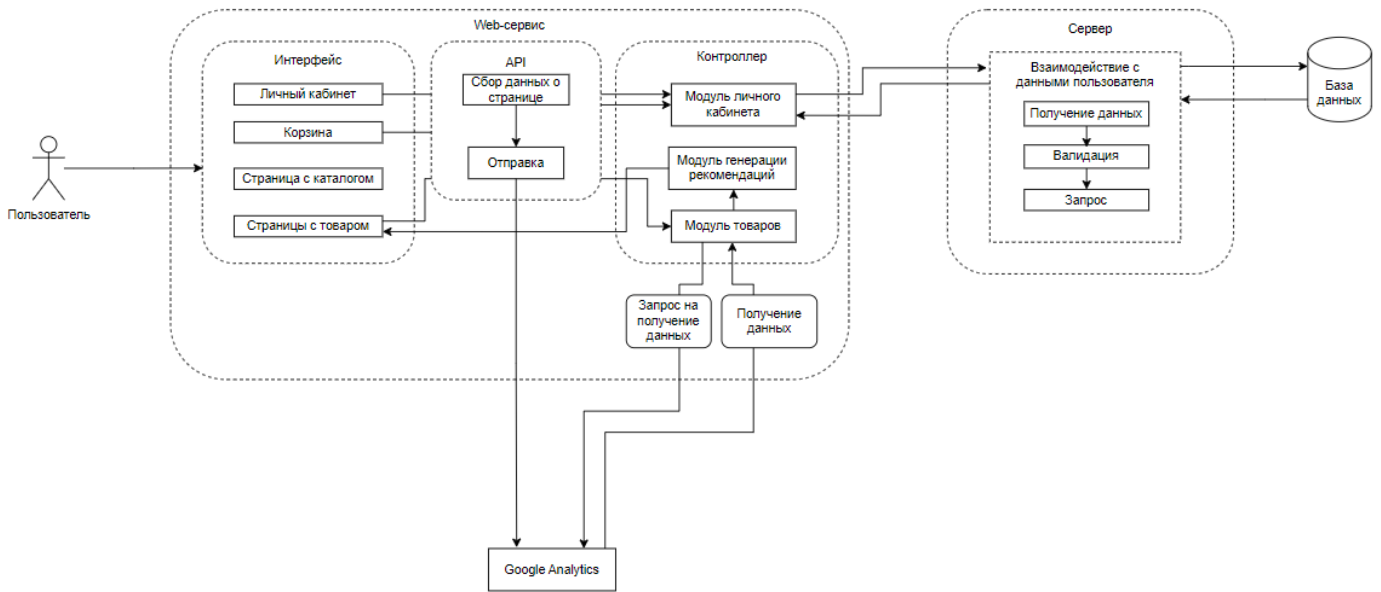 Web-сервис
Сервер
Интерфейс
API
Контроллер
Личный кабинет
Корзина
Страница с каталогом
Страницы с товаром
Сбор данных о
странице
Отправка
Модуль личного
кабинета
Модуль генерации
рекомендаций
Модуль товаров
Запрос на
получение
данных
Получение
данных
Взаимодействие с
данными пользователя
Получение данных
Валидация
Запрос
База
данных
Пользователь
Google Analytics